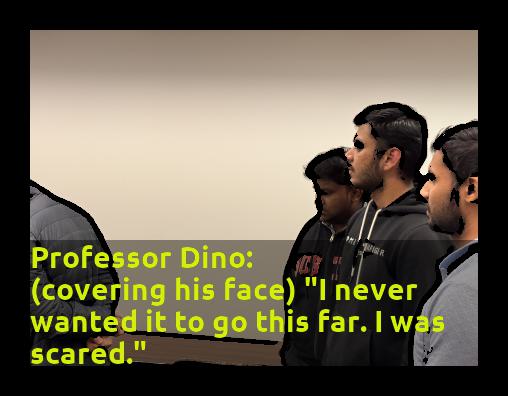 Professor Dino:
(covering his face) "I never
wanted it to go this far. I was
scared."